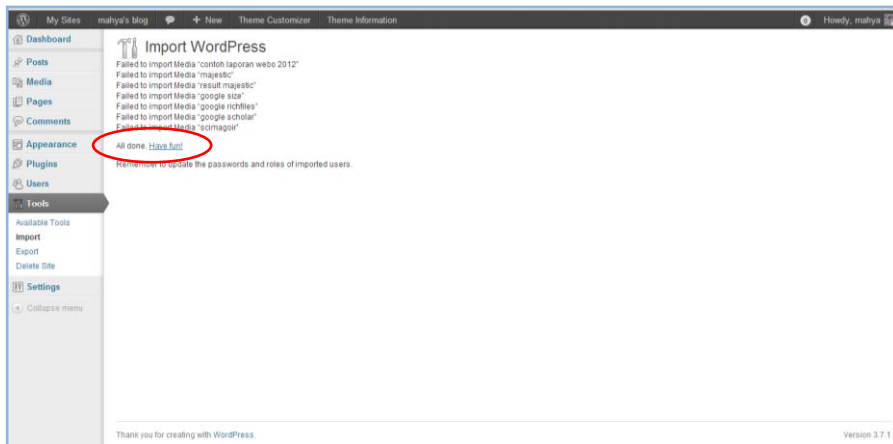 My Sites mahya's blog + New Theme Customizer Theme Information 0 Howdy, mahya
Dashboard
Posts
Media
Pages
Comments
Appearance
Plugins
Users
Tools
Available Tools
Import
Export
Delete Site
Settings
Collapse menu
Import WordPress
Failed to import Media "contoh laporan webo 2012"
Failed to import Media "majestic"
Failed to import Media "result majestic"
Failed to import Media "google size"
Failed to import Media "google richfiles"
Failed to import Media "google scholar"
Failed to import Media "scimagoir"
All done. Have fun!
Remember to update the passwords and roles of imported users.
Thank you for creating with WordPress.
Version 3.7.1